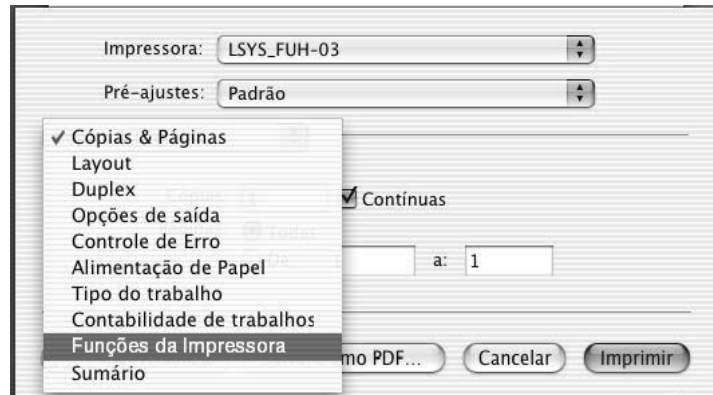 Impressora: LSYS_FUH-03
Pré-ajustes: Padrão
✓ Cópias & Páginas
Layout
Duplex
Opções de saída
Controle de Erro
Alimentação de Papel
Tipo do trabalho
Contabilidade de trabalhos
Funções da Impressora
Sumário
Contínuas
a: 1
mo PDF...
Cancelar
Imprimir